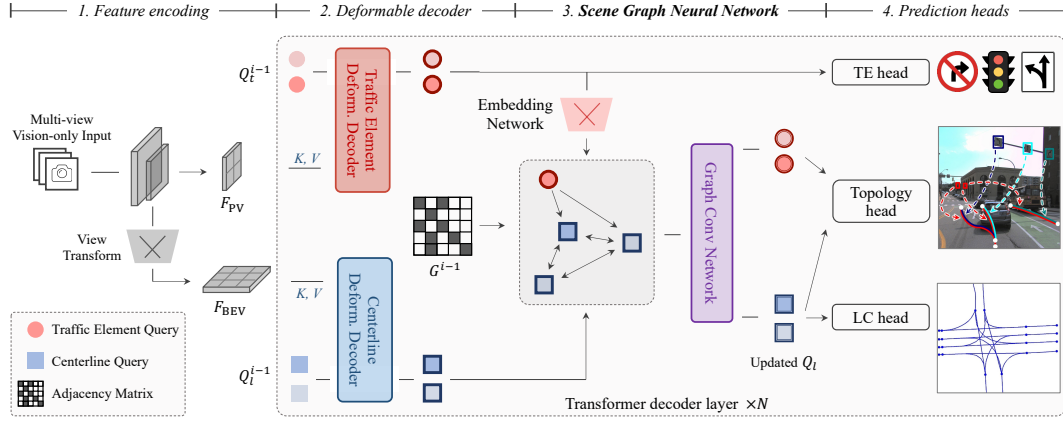 1. Feature encoding
2. Deformable decoder
3. Scene Graph Neural Network
4. Prediction heads
Multi-view
Vision-only Input
F_PV
View
Transform
F_BEV
Traffic Element Query
Centerline Query
Adjacency Matrix
Q_t^{i-1}
K, V
Traffic Element
Deform. Decoder
K, V
Centerline
Deform. Decoder
Q_l^{i-1}
G^{i-1}
Embedding
Network
Graph Conv Network
Updated Q_l
Transformer decoder layer ×N
TE head
Topology
head
LC head